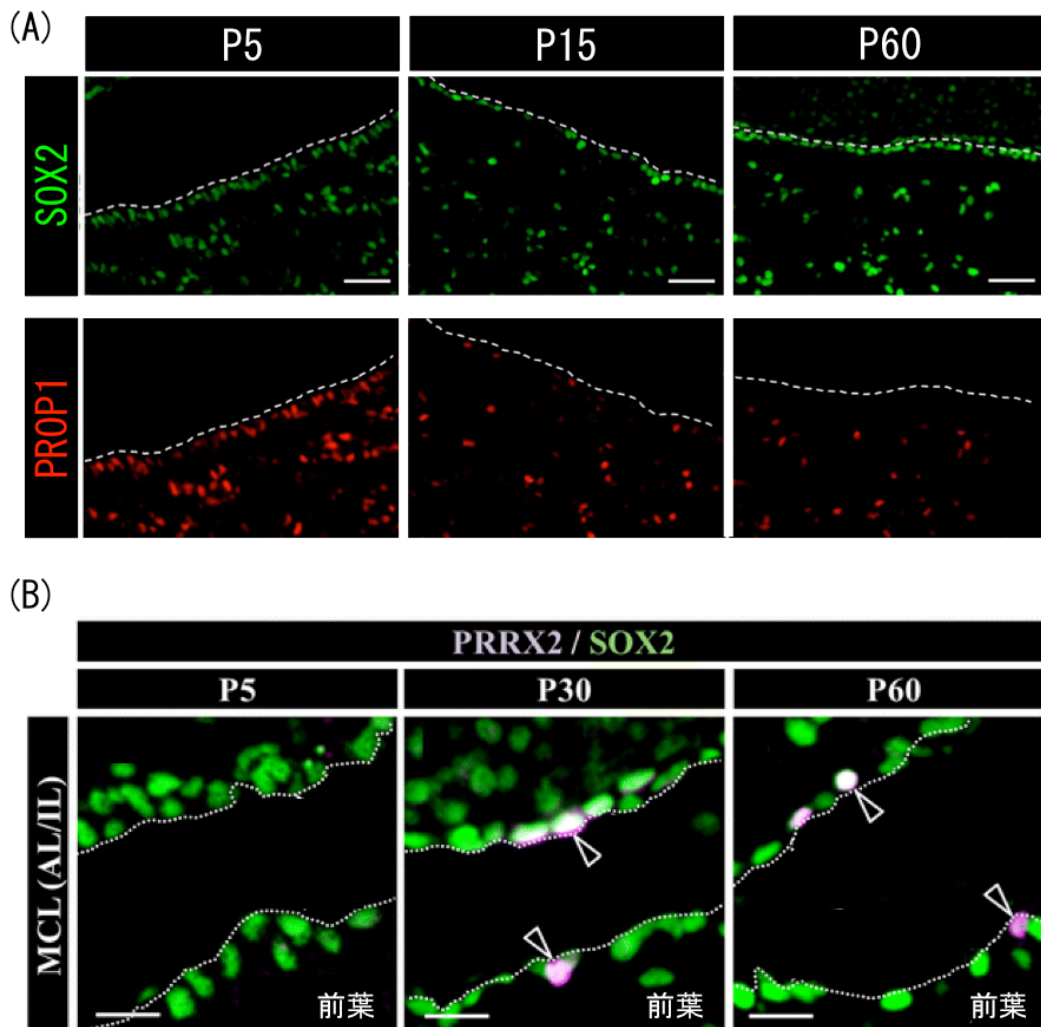 (A)
P5
P15
P60
SOX2
PROP1
(B)
PRRX2 / SOX2
P5
P30
P60
MCL (AL/IL)
前葉
前葉
前葉